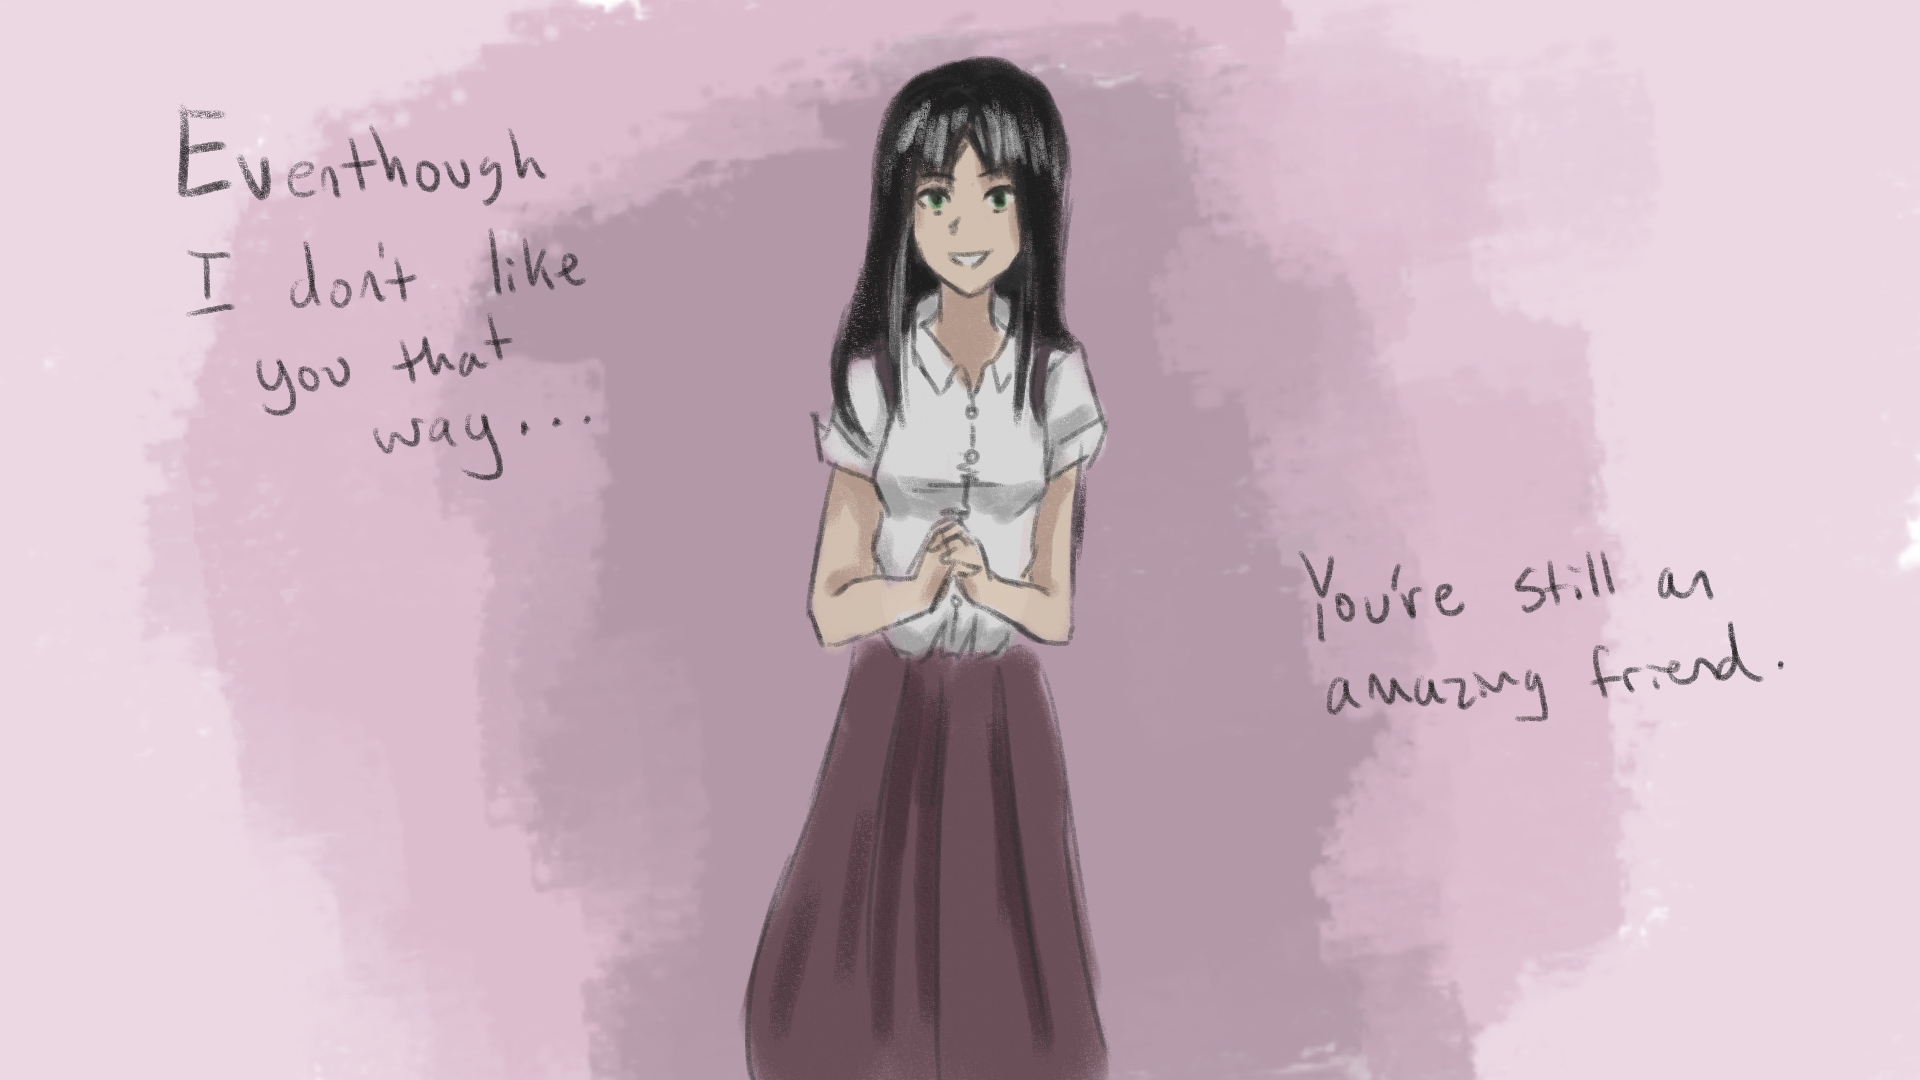 Eventhough
I don't like
you that
way...
You're still an
amazing friend.